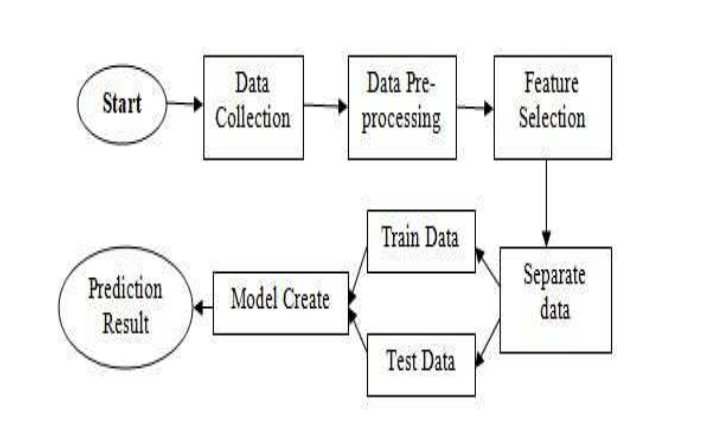 Start
Data
Collection
Data Pre-
processing
Feature
Selection
Separate
data
Train Data
Test Data
Model Create
Prediction
Result